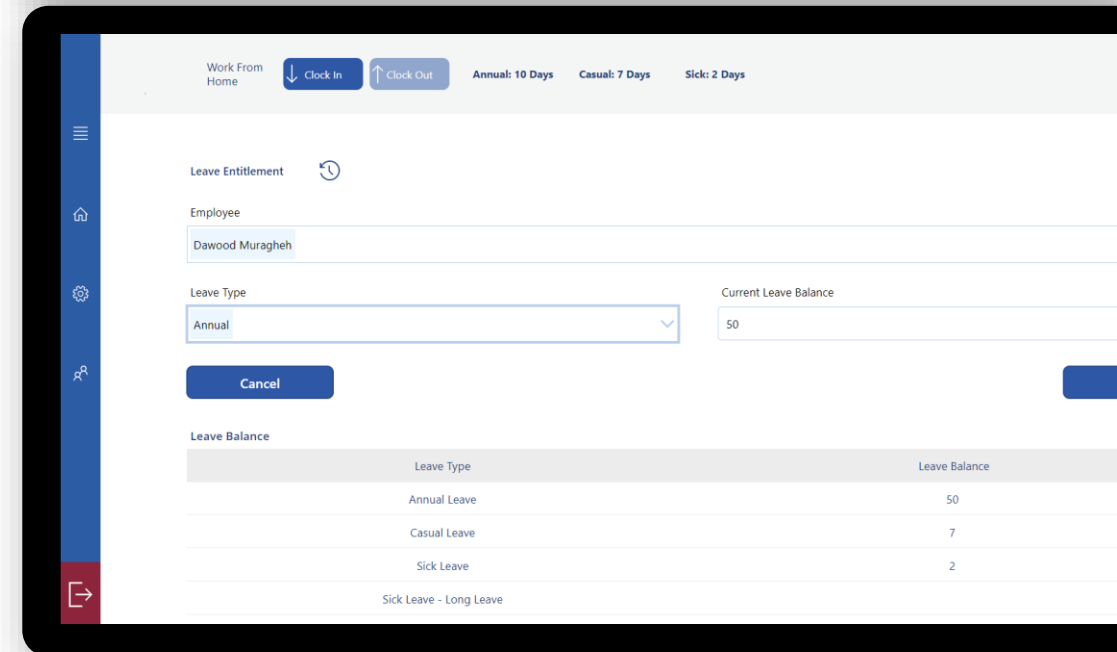 Work From
Home
Clock In
Clock Out
Annual: 10 Days
Casual: 7 Days
Sick: 2 Days
Leave Entitlement
Employee
Dawood Muragheh
Leave Type
Current Leave Balance
Annual
50
Cancel
Leave Balance
Leave Type
Leave Balance
Annual Leave
50
Casual Leave
7
Sick Leave
2
Sick Leave - Long Leave